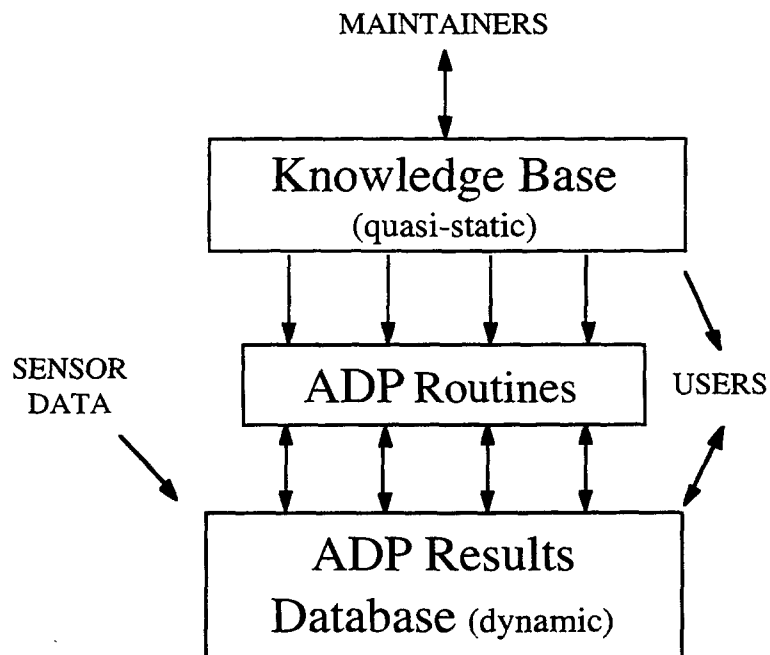 MAINTAINERS
Knowledge Base
(quasi-static)
SENSOR
DATA
ADP Routines
USERS
ADP Results
Database (dynamic)